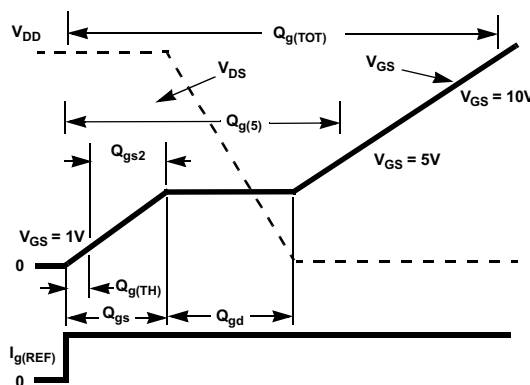 V_DD
Q_g(TOT)
V_DS
V_GS
V_GS = 10V
Q_g(5)
Q_gs2
V_GS = 5V
V_GS = 1V
0
Q_g(TH)
Q_gs
Q_gd
I_g(REF)
0